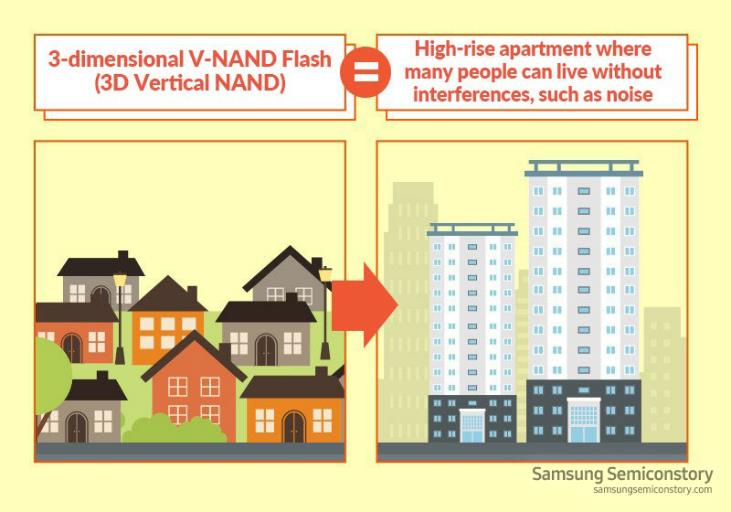 3-dimensional V-NAND Flash
(3D Vertical NAND)
=
High-rise apartment where
many people can live without
interferences, such as noise
Samsung Semiconstory
samsungsemiconstory.com